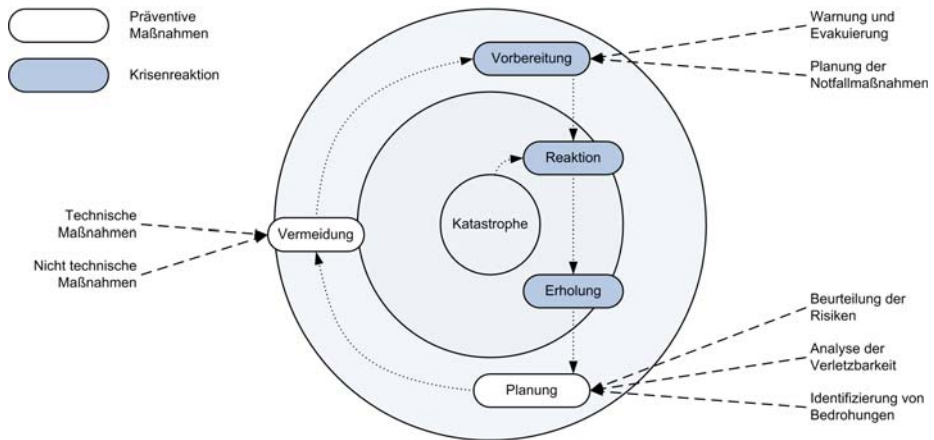 Präventive
Maßnahmen
Krisenreaktion
Vorbereitung
Warnung und
Evakuierung
Planung der
Notfallmaßnahmen
Reaktion
Katastrophe
Technische
Maßnahmen
Vermeidung
Nicht technische
Maßnahmen
Erholung
Planung
Beurteilung der
Risiken
Analyse der
Verletzbarkeit
Identifizierung von
Bedrohungen